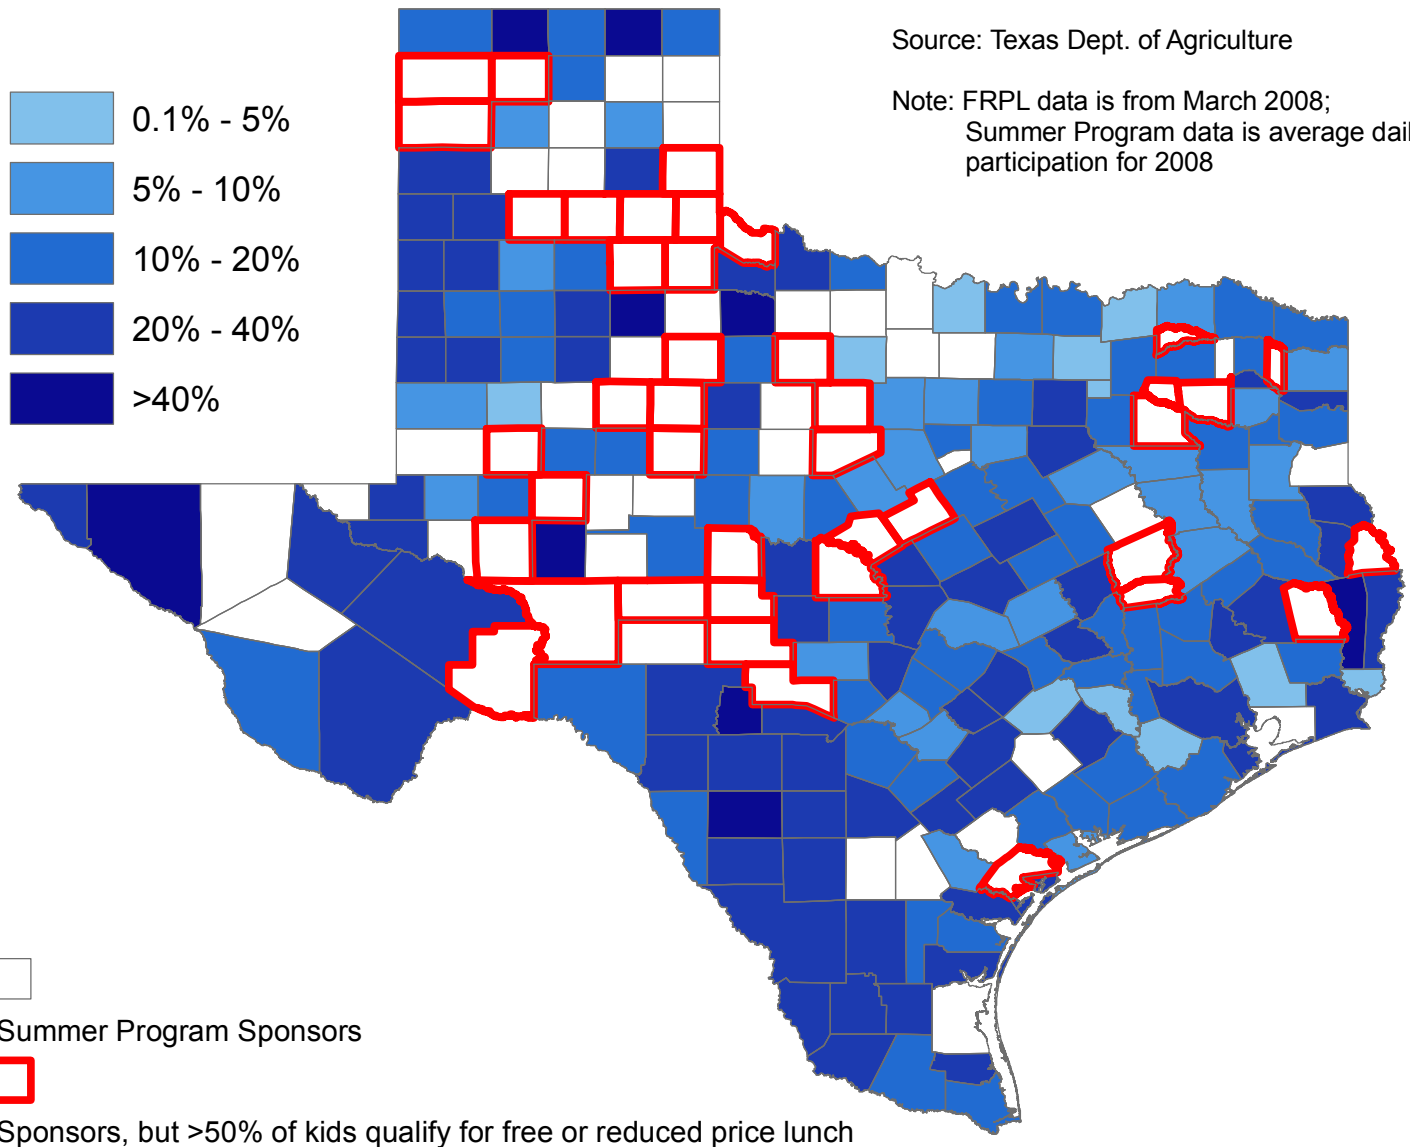 Source: Texas Dept. of Agriculture
Note: FRPL data is from March 2008;
Summer Program data is average dail
participation for 2008
0.1% - 5%
5% - 10%
10% - 20%
20% - 40%
>40%
Summer Program Sponsors
Sponsors, but >50% of kids qualify for free or reduced price lunch